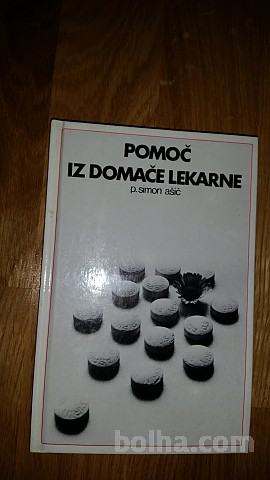 POMOČ
IZ DOMAČE LEKARNE
p. simon ašič
bolha.com